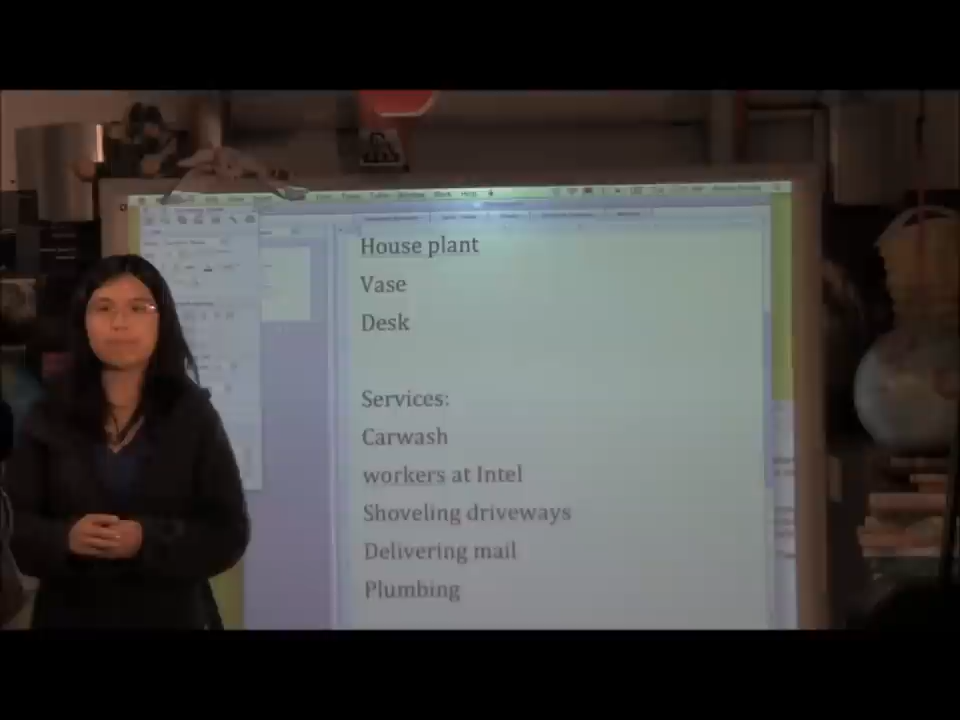 House plant
Vase
Desk
Services:
Carwash
workers at Intel
Shoveling driveways
Delivering mail
Plumbing